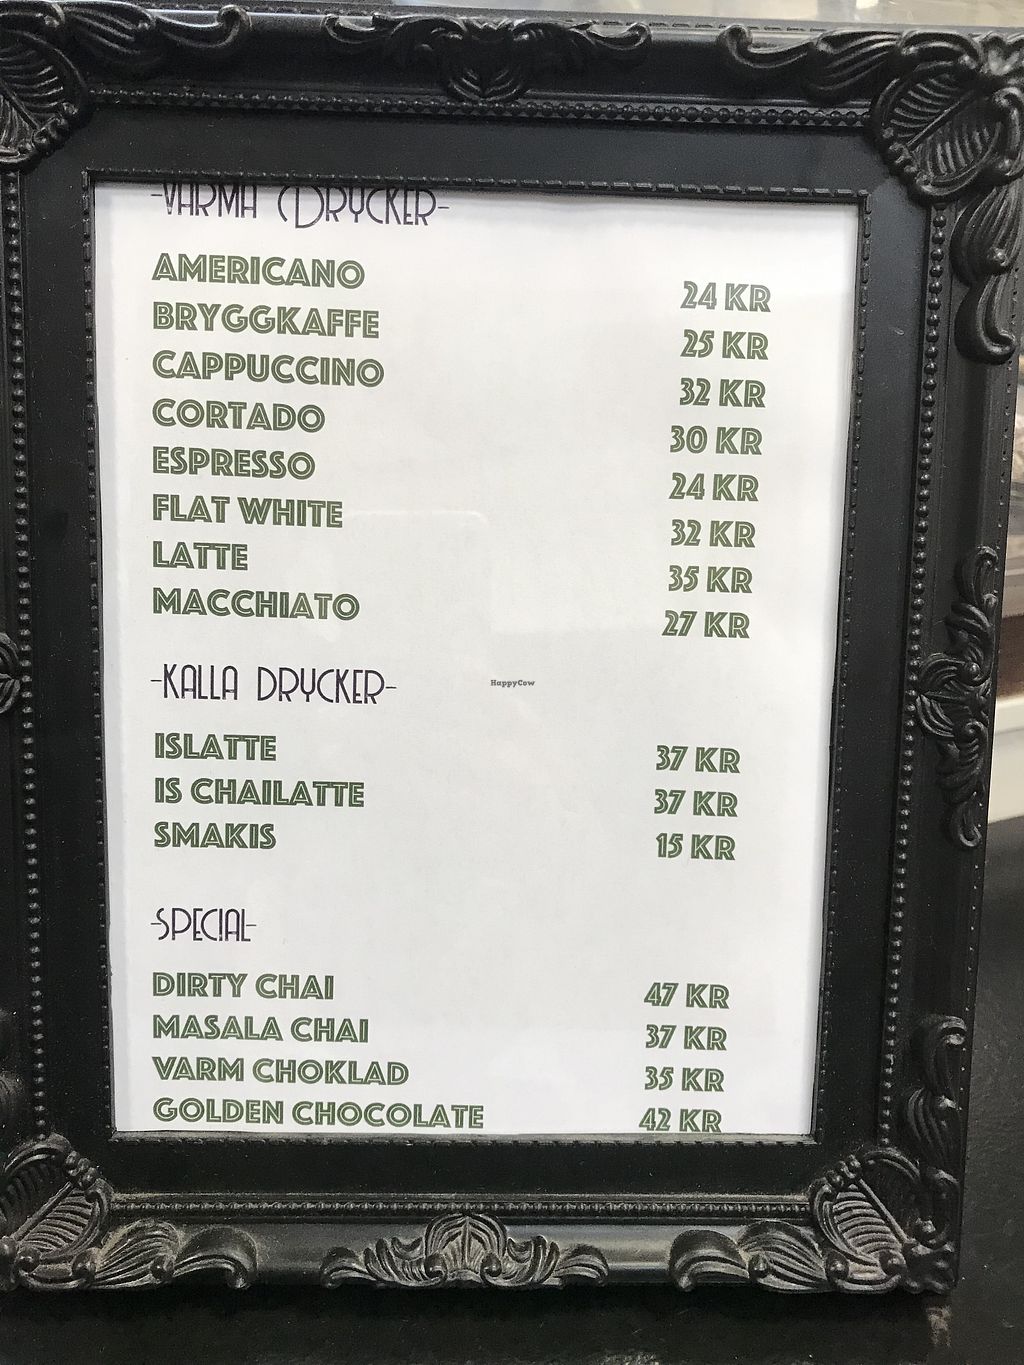 -VARMA DRYCKER-
AMERICANO 24 KR
BRYGGKAFFE 25 KR
CAPPUCCINO 32 KR
CORTADO 30 KR
ESPRESSO 24 KR
FLAT WHITE 32 KR
LATTE 35 KR
MACCHIATO 27 KR
-KALLA DRYCKER-
HappyCow
ISLATTE 37 KR
IS CHAILATTE 37 KR
SMAKIS 15 KR
-SPECIAL-
DIRTY CHAI 47 KR
MASALA CHAI 37 KR
VARM CHOKLAD 35 KR
GOLDEN CHOCOLATE 42 KR